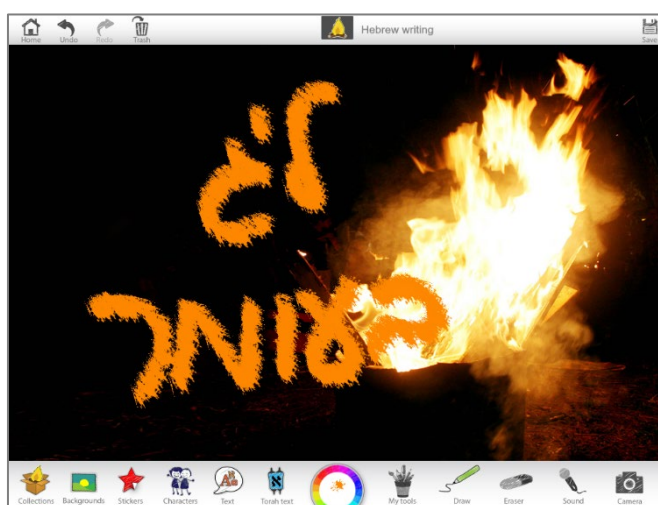 Home Undo Redo Trash Hebrew writing Save
ל'ג
בעומר
Collections Backgrounds Stickers Characters Text Torah text My tools Draw Eraser Sound Camera